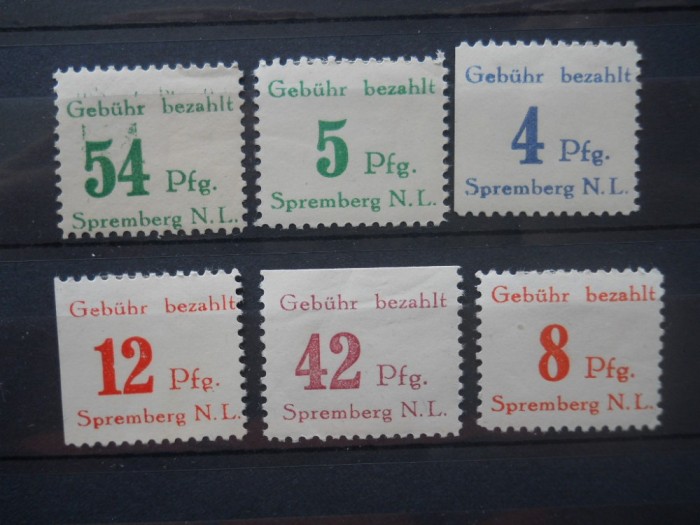 Gebühr bezahlt
54 Pfg.
Spremberg N.L.
Gebühr bezahlt
5 Pfg.
Spremberg N.L.
Gebühr bezahlt
4 Pfg.
Spremberg N.L.
Gebühr bezahlt
12 Pfg.
Spremberg N.L.
Gebühr bezahlt
42 Pfg.
Spremberg N.L.
Gebühr bezahlt
8 Pfg.
Spremberg N.L.